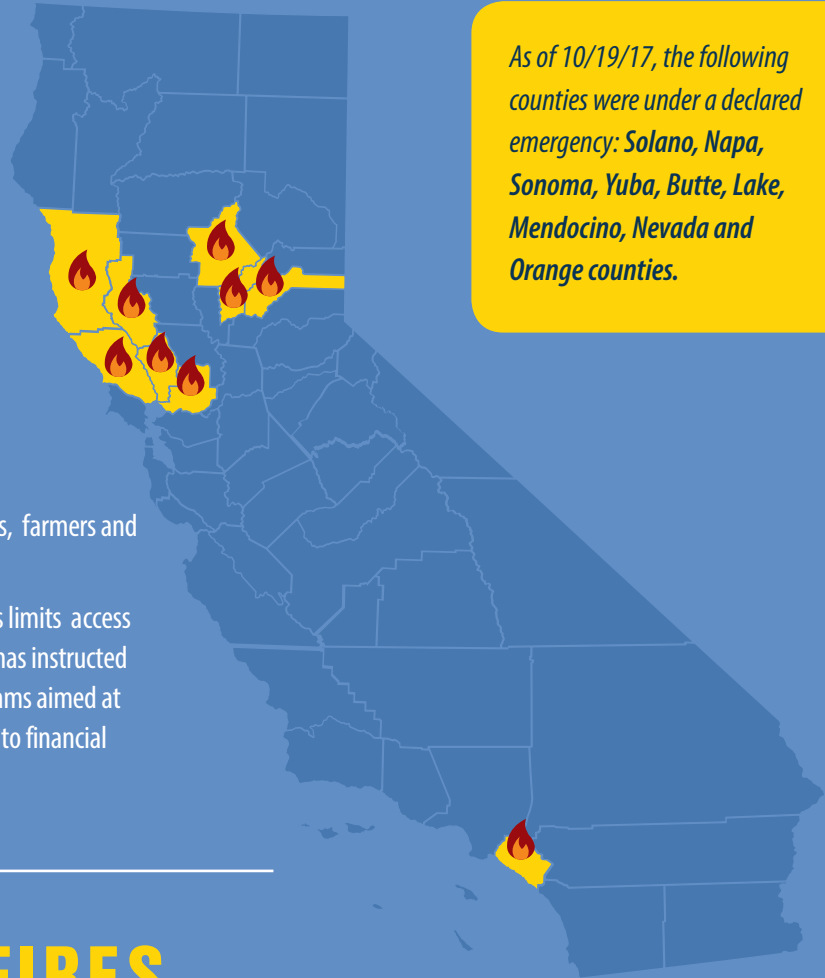 As of 10/19/17, the following
counties were under a declared
emergency: Solano, Napa,
Sonoma, Yuba, Butte, Lake,
Mendocino, Nevada and
Orange counties.
farmers and
limits access
has instructed
aimed at
to financial
FIRES